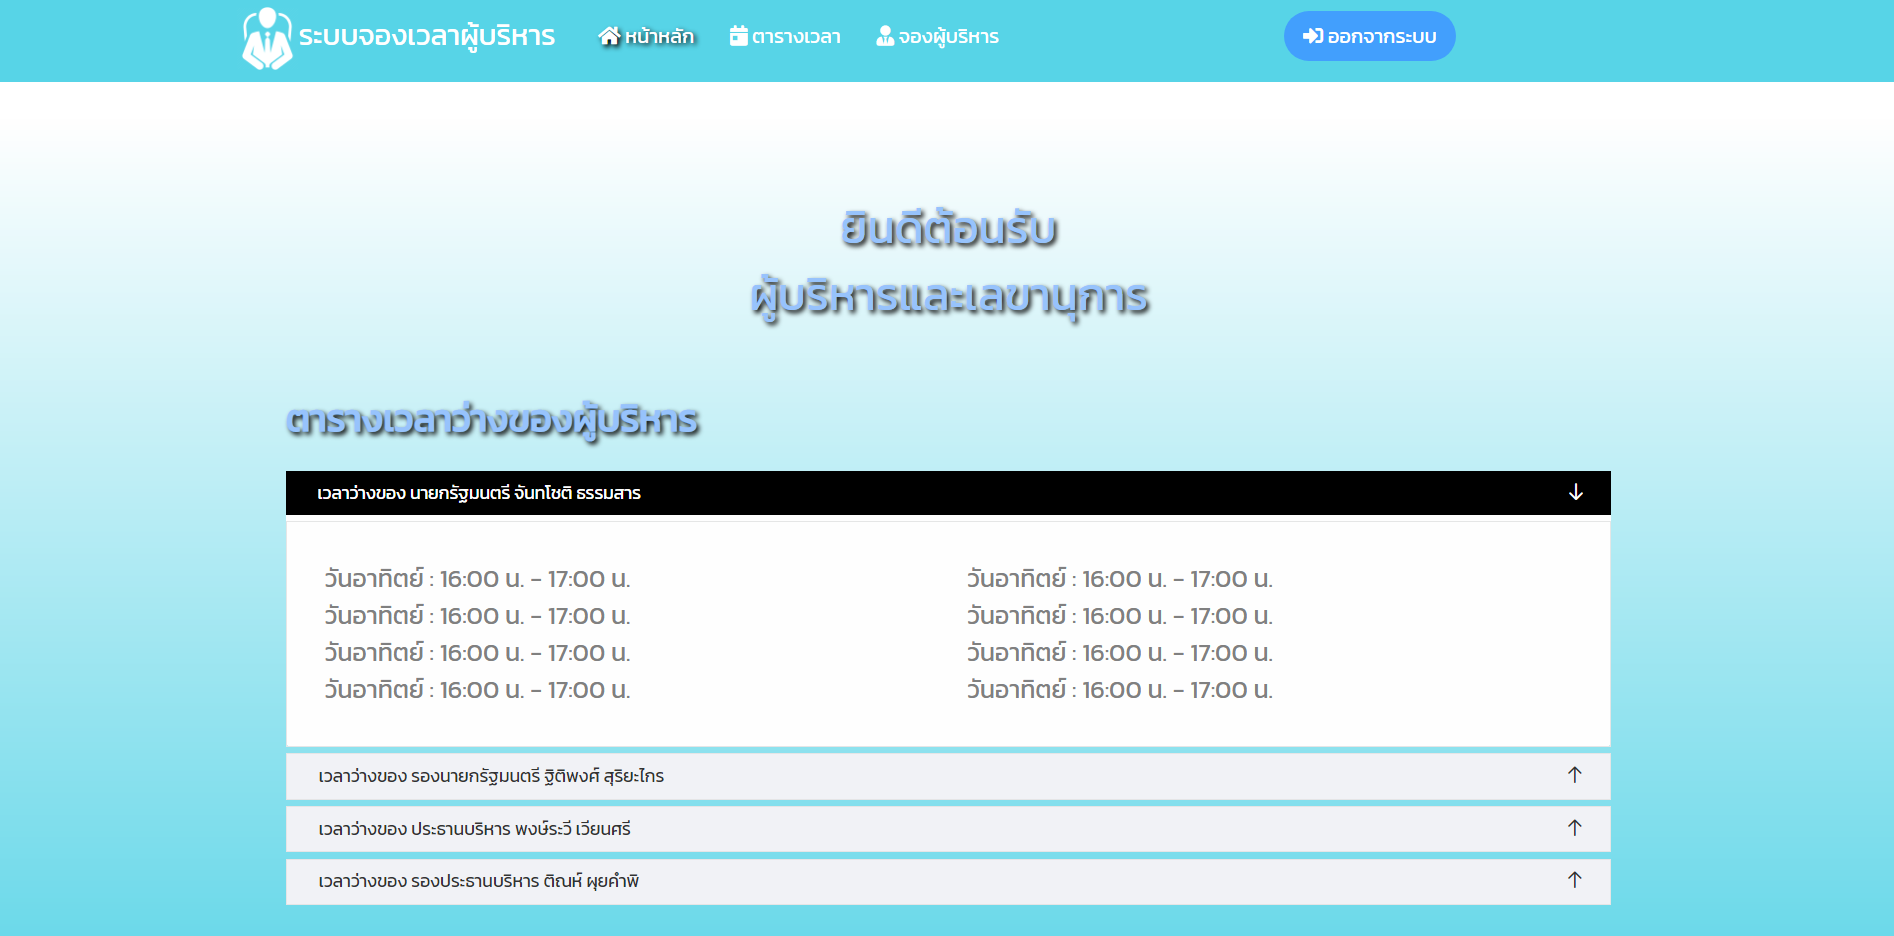 ระบบจองเวลาผู้บริหาร หน้าหลัก ตารางเวลา จองผู้บริหาร ออกจากระบบ
ยินดีต้อนรับ
ผู้บริหารและเลขานุการ
ตารางเวลาว่างของผู้บริหาร
เวลาว่างของ นายกรัฐมนตรี จันทโชติ ธรรมสาร
วันอาทิตย์ : 16:00 น. - 17:00 น. วันอาทิตย์ : 16:00 น. - 17:00 น.
วันอาทิตย์ : 16:00 น. - 17:00 น. วันอาทิตย์ : 16:00 น. - 17:00 น.
วันอาทิตย์ : 16:00 น. - 17:00 น. วันอาทิตย์ : 16:00 น. - 17:00 น.
วันอาทิตย์ : 16:00 น. - 17:00 น. วันอาทิตย์ : 16:00 น. - 17:00 น.
เวลาว่างของ รองนายกรัฐมนตรี ฐิติพงศ์ สุริยะไกร
เวลาว่างของ ประธานบริหาร พงษ์ระวี เวียนศรี
เวลาว่างของ รองประธานบริหาร ติณห์ ผุยคำพิ